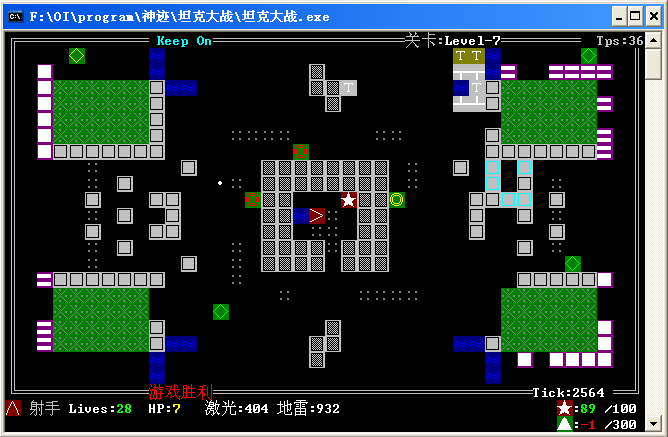 F:\OI\program\神迹\坦克大战\坦克大战.exe
Keep On 关卡:Level-7 Tps:36
T T
T
T
游戏胜利 Tick:2564
射手 Lives:28 HP:7 激光:404 地雷:932 :89 /100
:-1 /300